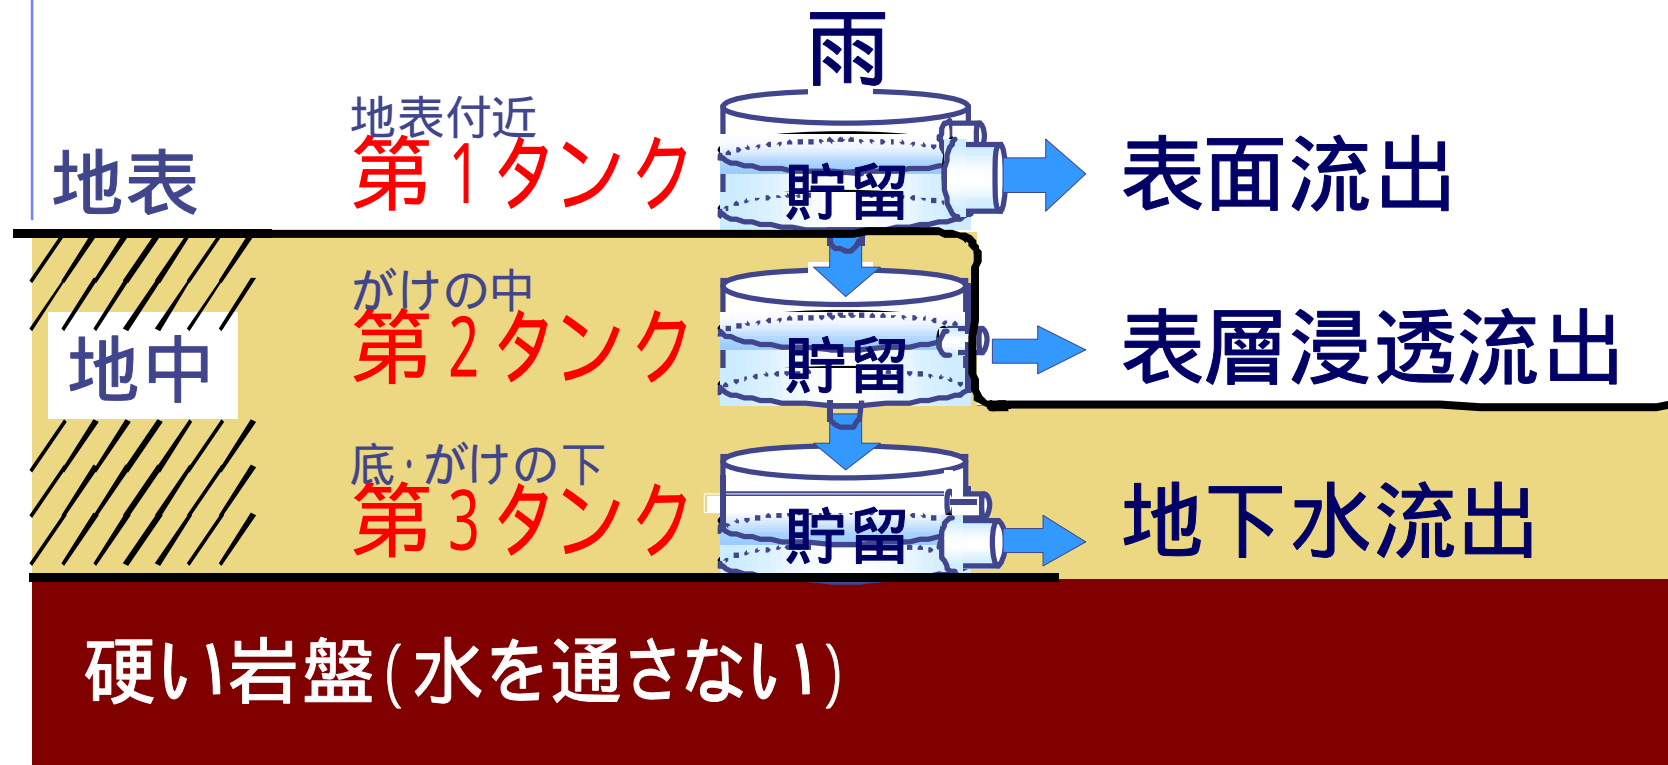 雨
地表付近
地表
第1タンク
貯留
表面流出
がけの中
第2タンク
貯留
表層浸透流出
地中
底・がけの下
第3タンク
貯留
地下水流出
硬い岩盤(水を通さない)